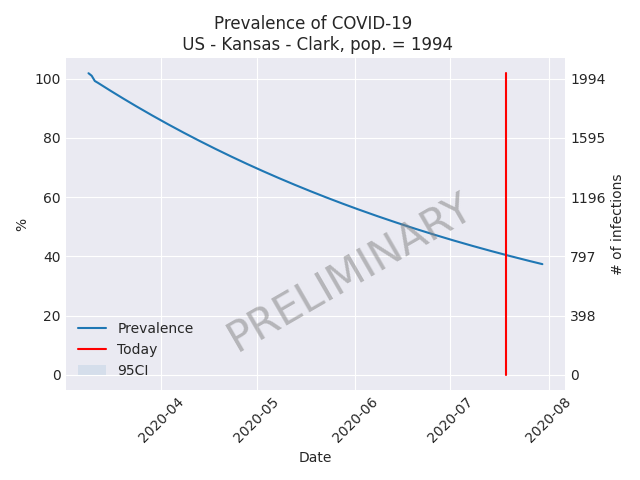 Prevalence of COVID-19
US - Kansas - Clark, pop. = 1994
100
80
60
40
20
0
%
1994
1595
1196
797
398
0
# of infections
PRELIMINARY
Prevalence
Today
95CI
2020-04
2020-05
2020-06
2020-07
2020-08
Date